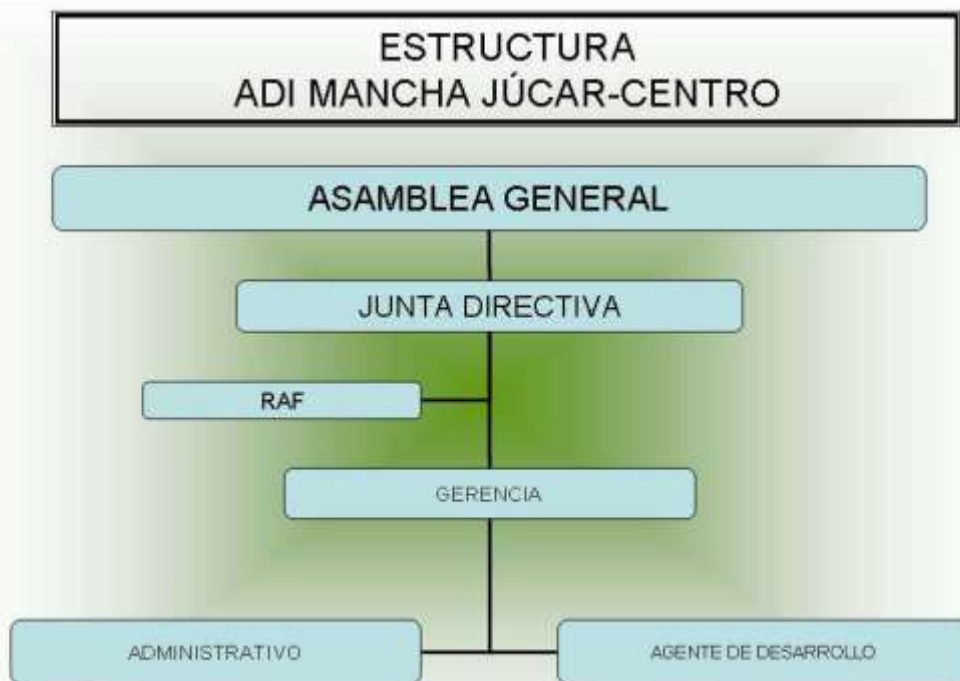 ESTRUCTURA
ADI MANCHA JÚCAR-CENTRO
ASAMBLEA GENERAL
JUNTA DIRECTIVA
RAF
GERENCIA
ADMINISTRATIVO
AGENTE DE DESARROLLO